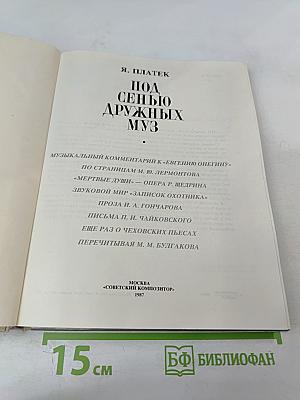 Я. ПЛАТЕК
ПОД
СЕНЬЮ
ДРУЖНЫХ
МУЗ
МУЗЫКАЛЬНЫЙ КОММЕНТАРИЙ К «ЕВГЕНИЮ ОНЕГИНУ»
ПО СТРАНИЦАМ М. Ю. ЛЕРМОНТОВА
«МЕРТВЫЕ ДУШИ» — ОПЕРА Р. ЩЕДРИНА
ЗВУКОВОЙ МИР «ЗАПИСОК ОХОТНИКА»
ПРОЗА И. А. ГОНЧАРОВА
ПИСЬМА П. И. ЧАЙКОВСКОГО
ЕЩЕ РАЗ О ЧЕХОВСКИХ ПЬЕСАХ
ПЕРЕЧИТЫВАЯ М. М. БУЛГАКОВА
МОСКВА
«СОВЕТСКИЙ КОМПОЗИТОР»
1987
15 см
БФ БИБЛИОФАН